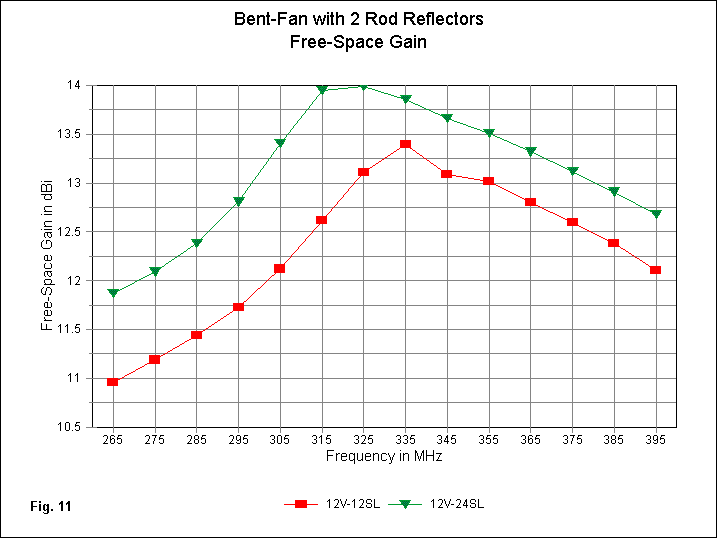 Bent-Fan with 2 Rod Reflectors
Free-Space Gain
14
13.5
13
12.5
12
11.5
11
10.5
Free-Space Gain in dBi
265 275 285 295 305 315 325 335 345 355 365 375 385 395
Frequency in MHz
Fig. 11
12V-12SL 12V-24SL